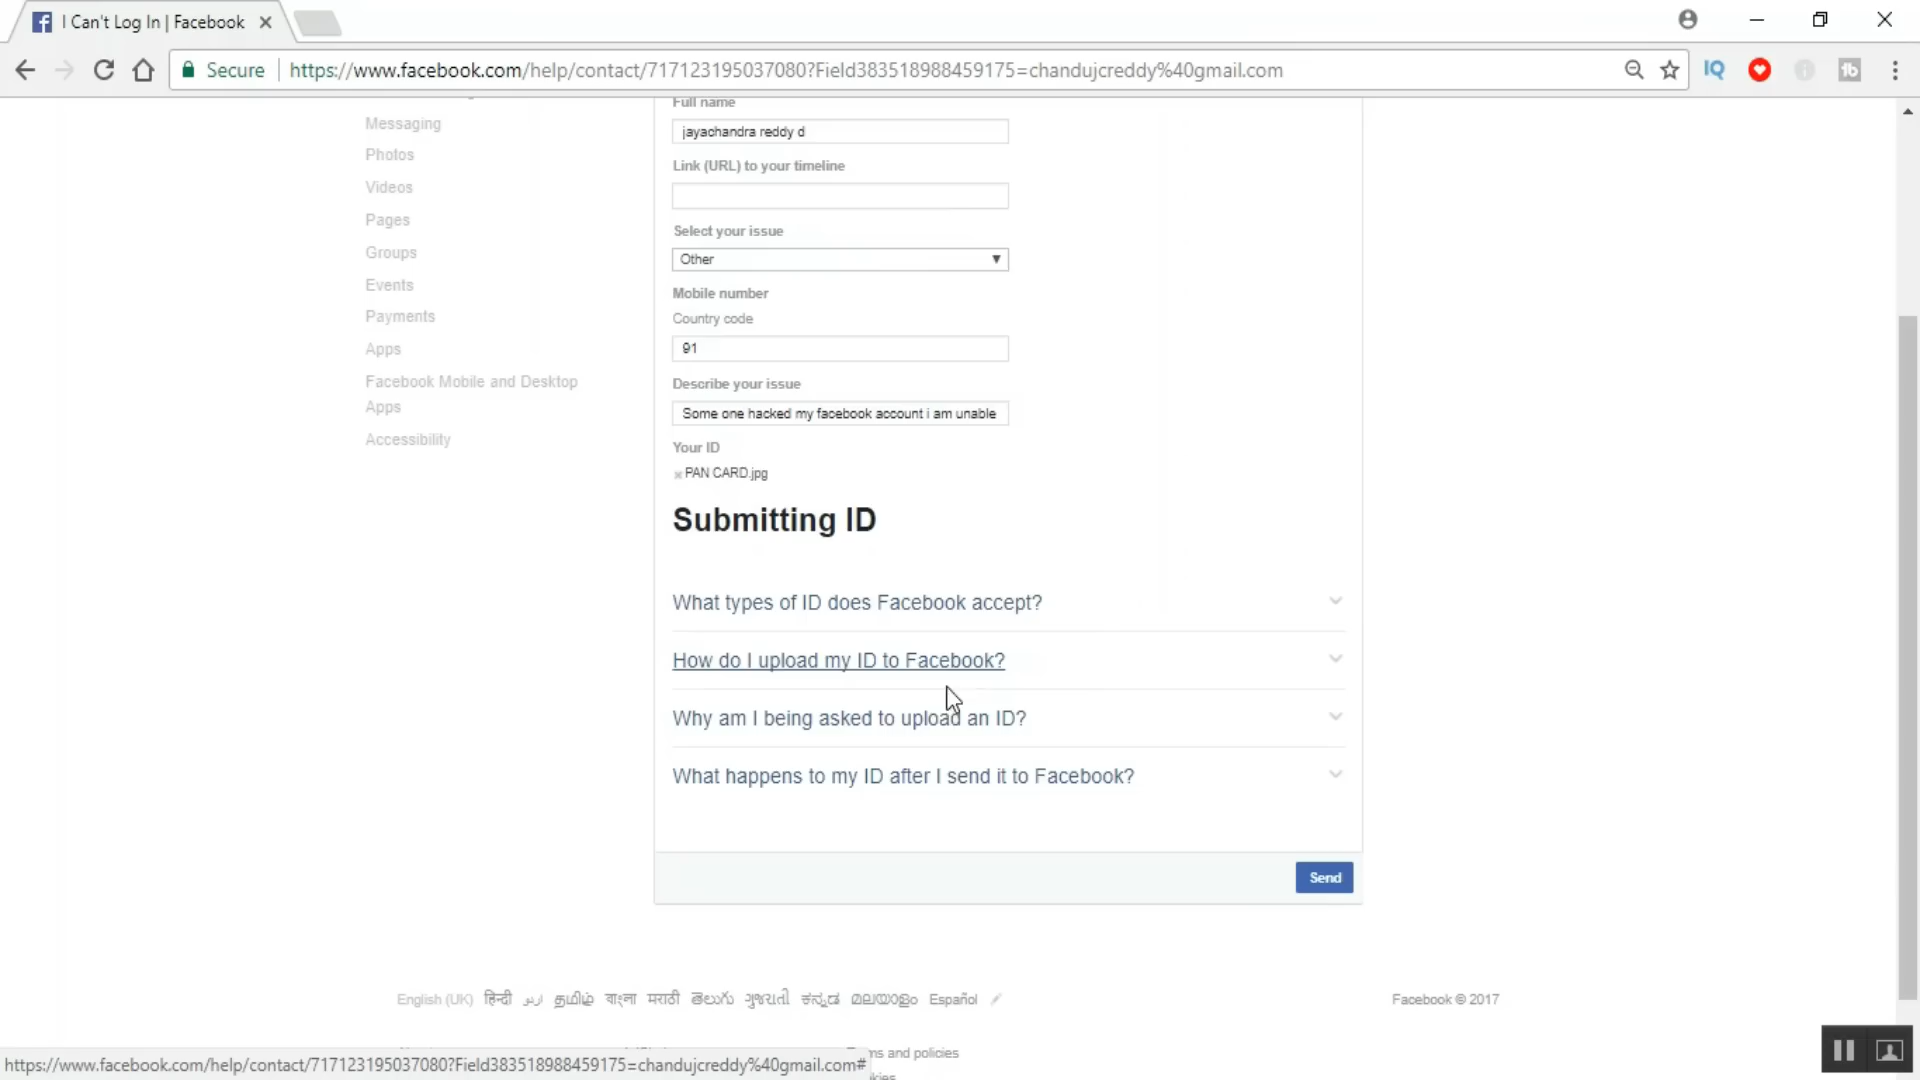 I Can't Log In | Facebook
Secure
https://www.facebook.com/help/contact/717123195037080?Field383518988459175=chandujcreddy%40gmail.com
IQ
tb
Messaging
Photos
Videos
Pages
Groups
Events
Payments
Apps
Facebook Mobile and Desktop
Apps
Accessibility
Full name
jayachandra reddy d
Link (URL) to your timeline
Select your issue
Other
Mobile number
Country code
91
Describe your issue
Some one hacked my facebook account i am unable
Your ID
PAN CARD.jpg
Submitting ID
What types of ID does Facebook accept?
How do I upload my ID to Facebook?
Why am I being asked to upload an ID?
What happens to my ID after I send it to Facebook?
Send
English (UK) हिन्दी اردو தமிழ் বাংলা मराठी తెలుగు ગુજરાતી ಕನ್ನಡ മലയാളം Español
Facebook © 2017
and policies
https://www.facebook.com/help/contact/717123195037080?Field383518988459175=chandujcreddy%40gmail.com#